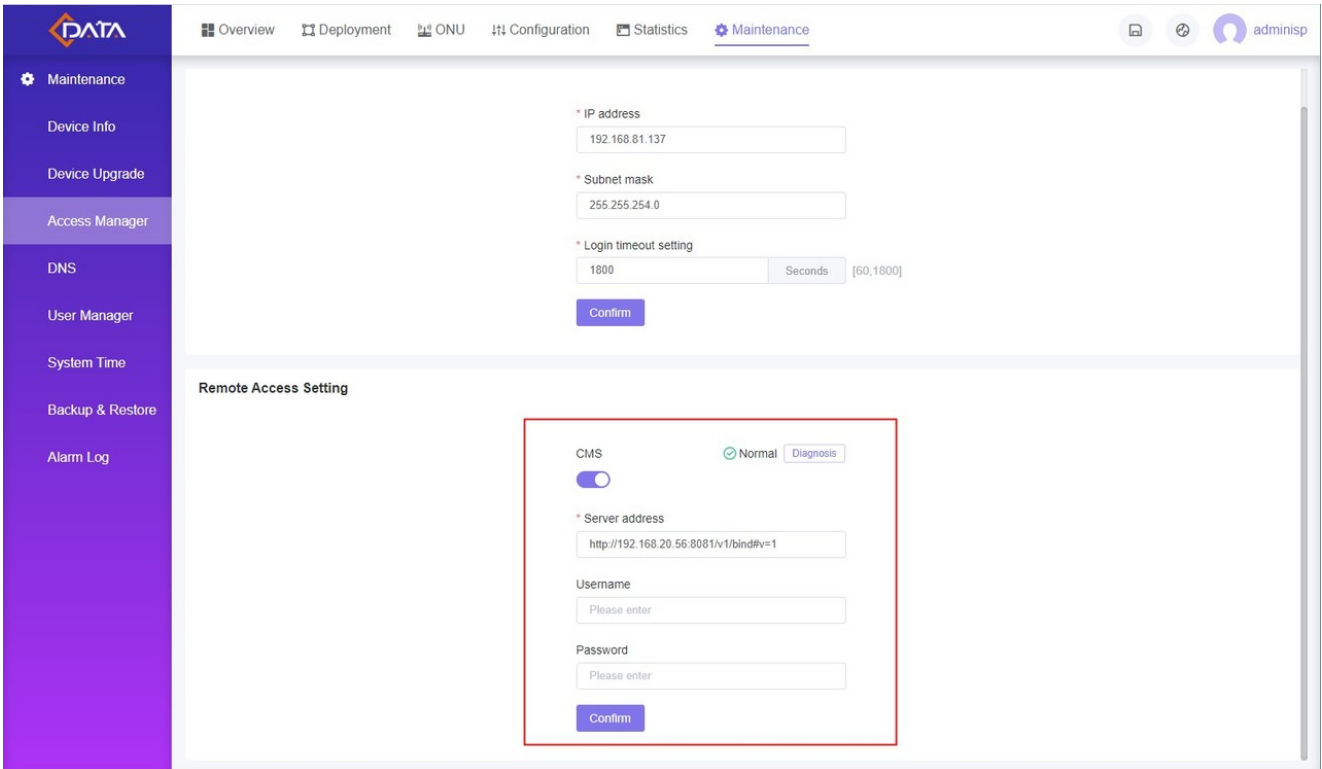 DATA
Overview
Deployment
ONU
Configuration
Statistics
Maintenance
adminisp
Maintenance
Device Info
Device Upgrade
Access Manager
DNS
User Manager
System Time
Backup & Restore
Alarm Log
* IP address
192.168.81.137
* Subnet mask
255.255.254.0
* Login timeout setting
1800 Seconds [60,1800]
Confirm
Remote Access Setting
CMS Normal Diagnosis
* Server address
http://192.168.20.56:8081/v1/bind#v=1
Username
Please enter
Password
Please enter
Confirm